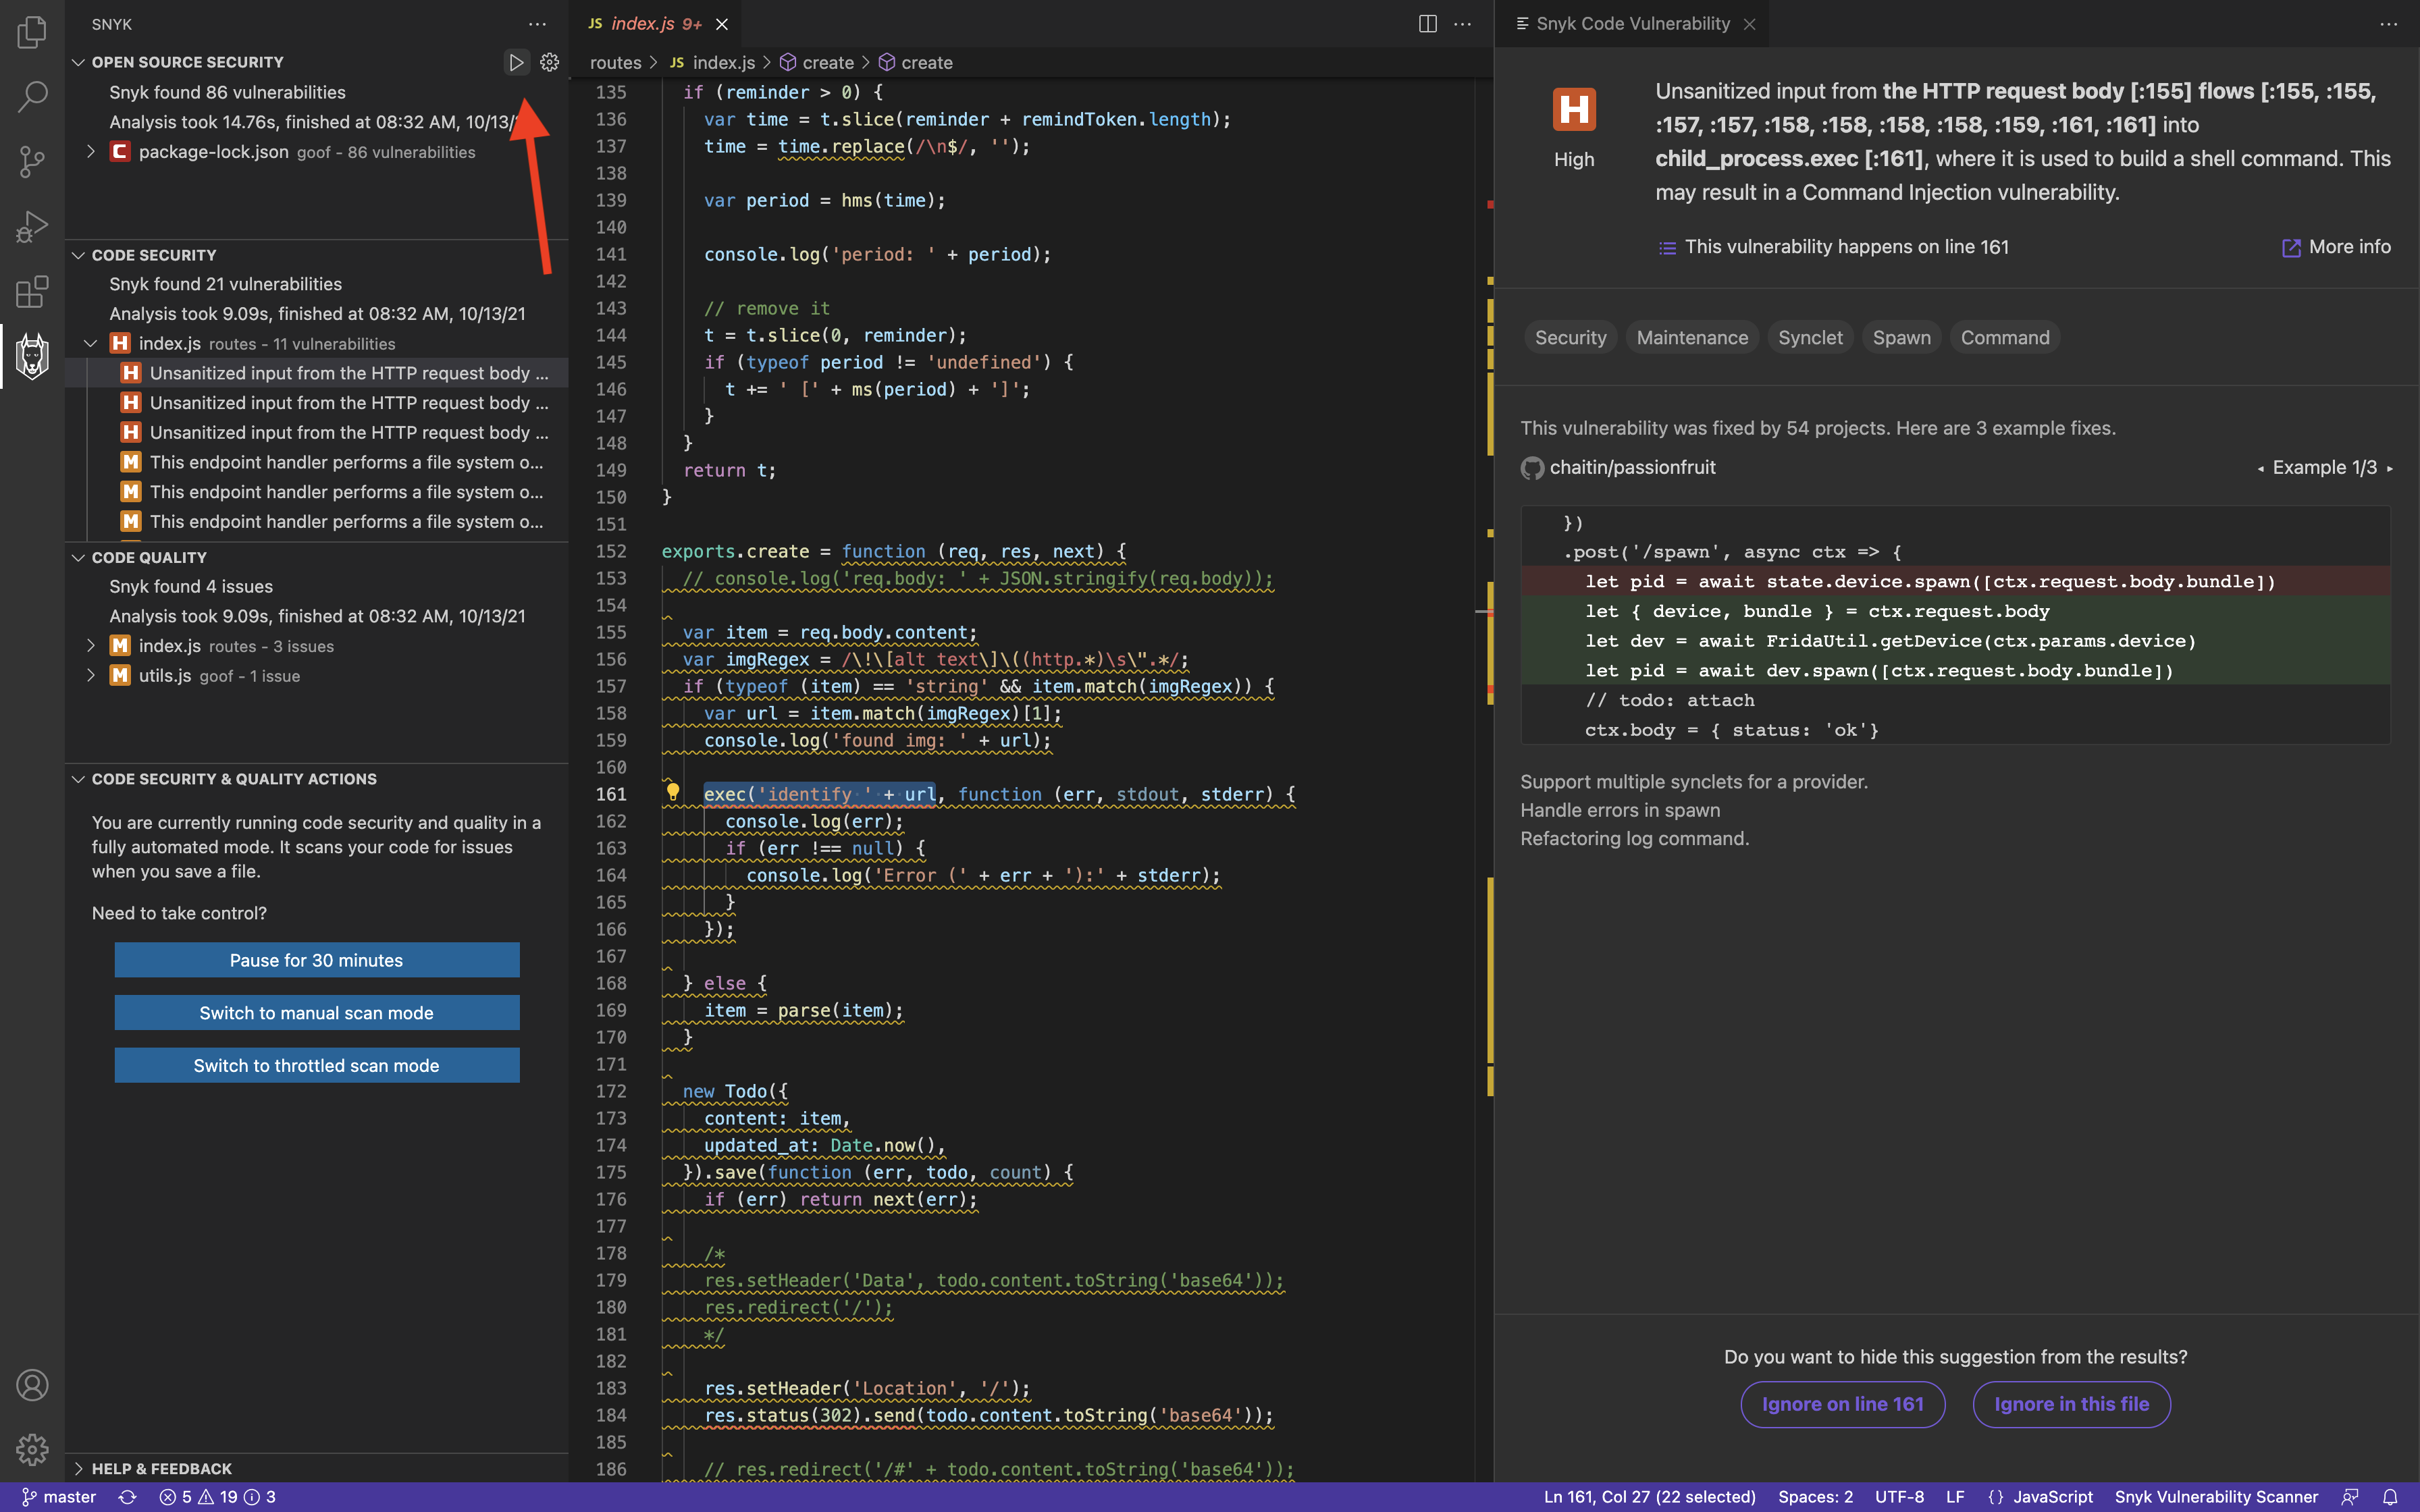 SNYK
OPEN SOURCE SECURITY
Snyk found 86 vulnerabilities
Analysis took 14.76s, finished at 08:32 AM, 10/13/
C package-lock.json goof - 86 vulnerabilities
CODE SECURITY
Snyk found 21 vulnerabilities
Analysis took 9.09s, finished at 08:32 AM, 10/13/21
H index.js routes - 11 vulnerabilities
H Unsanitized input from the HTTP request body ...
H Unsanitized input from the HTTP request body ...
H Unsanitized input from the HTTP request body ...
M This endpoint handler performs a file system o...
M This endpoint handler performs a file system o...
M This endpoint handler performs a file system o...
CODE QUALITY
Snyk found 4 issues
Analysis took 9.09s, finished at 08:32 AM, 10/13/21
M index.js routes - 3 issues
M utils.js goof - 1 issue
CODE SECURITY & QUALITY ACTIONS
You are currently running code security and quality in a
fully automated mode. It scans your code for issues
when you save a file.
Need to take control?
Pause for 30 minutes
Switch to manual scan mode
Switch to throttled scan mode
HELP & FEEDBACK
JS index.js 9+
routes > JS index.js > create > create
135 if (reminder > 0) {
136 var time = t.slice(reminder + remindToken.length);
137 time = time.replace(/\n$/, '');
138
139 var period = hms(time);
140
141 console.log('period: ' + period);
142
143 // remove it
144 t = t.slice(0, reminder);
145 if (typeof period != 'undefined') {
146 t += ' [' + ms(period) + ']';
147 }
148 }
149 return t;
150 }
151
152 exports.create = function (req, res, next) {
153 // console.log('req.body: ' + JSON.stringify(req.body));
154
155 var item = req.body.content;
156 var imgRegex = /\!\[alt text\]\((http.*)\s\".*/;
157 if (typeof (item) == 'string' && item.match(imgRegex)) {
158 var url = item.match(imgRegex)[1];
159 console.log('found img: ' + url);
160
161 exec('identify ' + url, function (err, stdout, stderr) {
162 console.log(err);
163 if (err !== null) {
164 console.log('Error (' + err + '):' + stderr);
165 }
166 });
167
168 } else {
169 item = parse(item);
170 }
171
172 new Todo({
173 content: item,
174 updated_at: Date.now(),
175 }).save(function (err, todo, count) {
176 if (err) return next(err);
177
178 /*
179 res.setHeader('Data', todo.content.toString('base64'));
180 res.redirect('/');
181 */
182
183 res.setHeader('Location', '/');
184 res.status(302).send(todo.content.toString('base64'));
185
186 // res.redirect('/#' + todo.content.toString('base64'));
Snyk Code Vulnerability
H
High
Unsanitized input from the HTTP request body [:155] flows [:155, :155,
:157, :157, :158, :158, :158, :158, :159, :161, :161] into
child_process.exec [:161], where it is used to build a shell command. This
may result in a Command Injection vulnerability.
This vulnerability happens on line 161
More info
Security Maintenance Synclet Spawn Command
This vulnerability was fixed by 54 projects. Here are 3 example fixes.
chaitin/passionfruit
Example 1/3
})
.post('/spawn', async ctx => {
let pid = await state.device.spawn([ctx.request.body.bundle])
let { device, bundle } = ctx.request.body
let dev = await FridaUtil.getDevice(ctx.params.device)
let pid = await dev.spawn([ctx.request.body.bundle])
// todo: attach
ctx.body = { status: 'ok'}
Support multiple synclets for a provider.
Handle errors in spawn
Refactoring log command.
Do you want to hide this suggestion from the results?
Ignore on line 161
Ignore in this file
master 5 19 3
Ln 161, Col 27 (22 selected) Spaces: 2 UTF-8 LF {} JavaScript Snyk Vulnerability Scanner